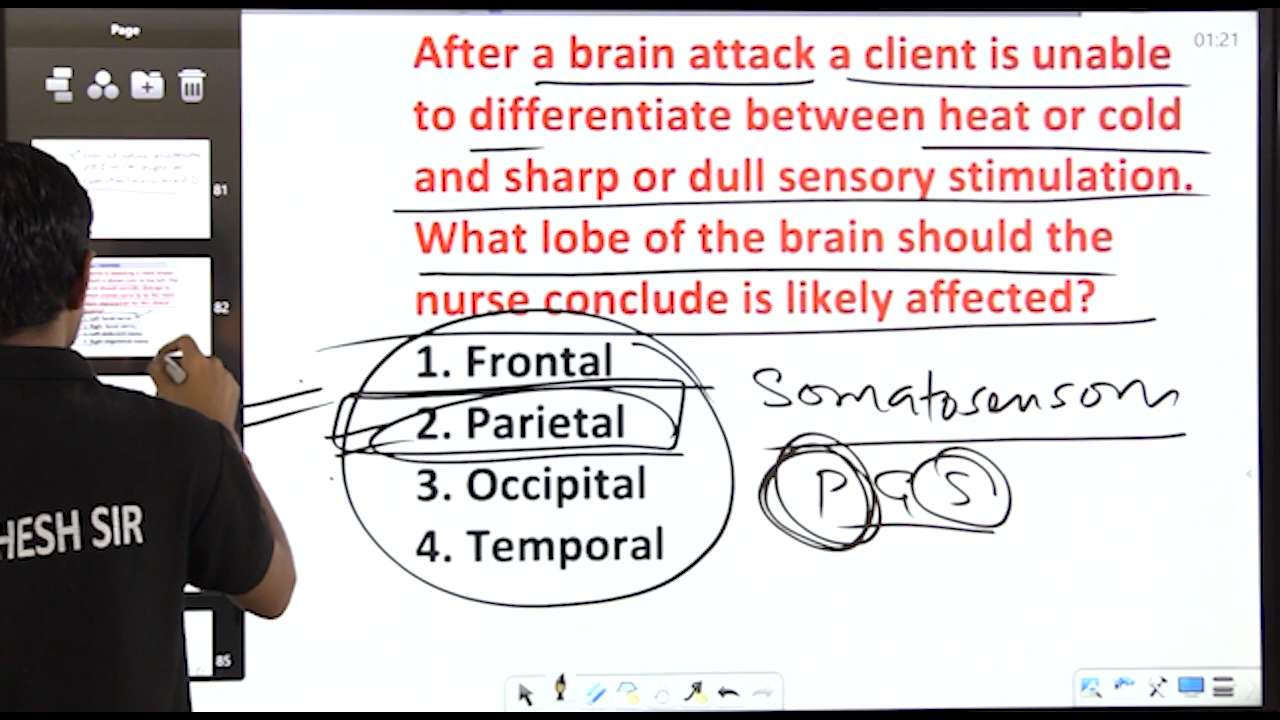 Page
01:21
After a brain attack a client is unable
to differentiate between heat or cold
and sharp or dull sensory stimulation.
What lobe of the brain should the
nurse conclude is likely affected?
1. Frontal
2. Parietal
3. Occipital
4. Temporal
P G S
81
82
85
HESH SIR